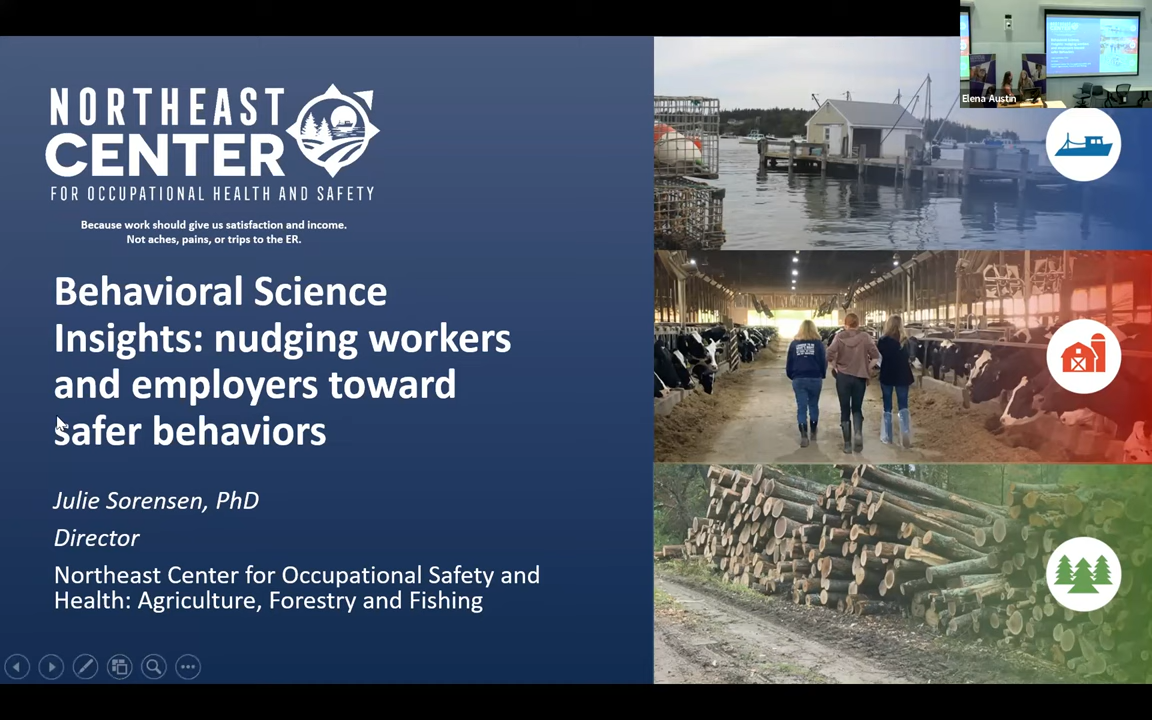 NORTHEAST
CENTER
FOR OCCUPATIONAL HEALTH AND SAFETY
Because work should give us satisfaction and income.
Not aches, pains, or trips to the ER.
Behavioral Science
Insights: nudging workers
and employers toward
safer behaviors
Julie Sorensen, PhD
Director
Northeast Center for Occupational Safety and
Health: Agriculture, Forestry and Fishing
Elena Austin